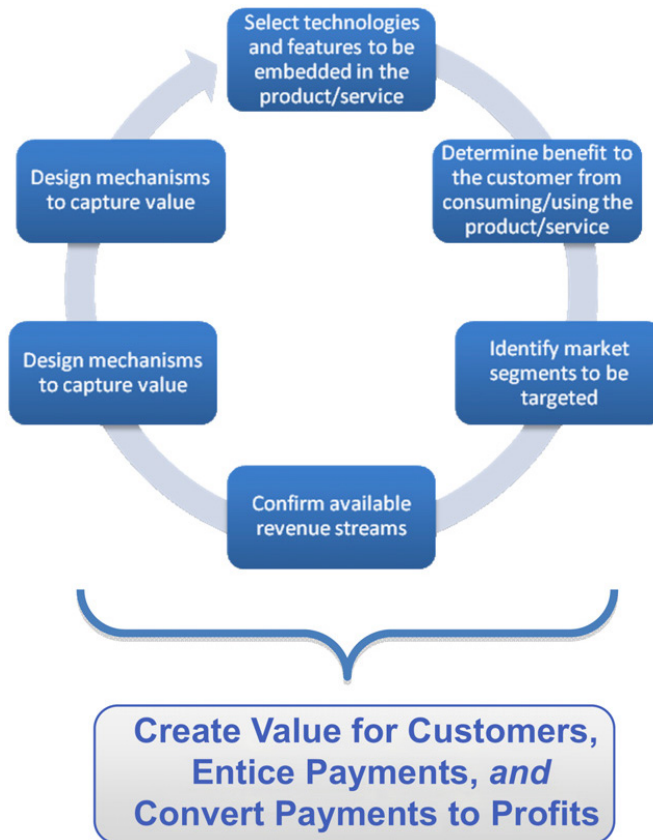 Select technologies
and features to be
embedded in the
product/service
Determine benefit to
the customer from
consuming/using the
product/service
Identify market
segments to be
targeted
Confirm available
revenue streams
Design mechanisms
to capture value
Design mechanisms
to capture value
Create Value for Customers,
Entice Payments, and
Convert Payments to Profits